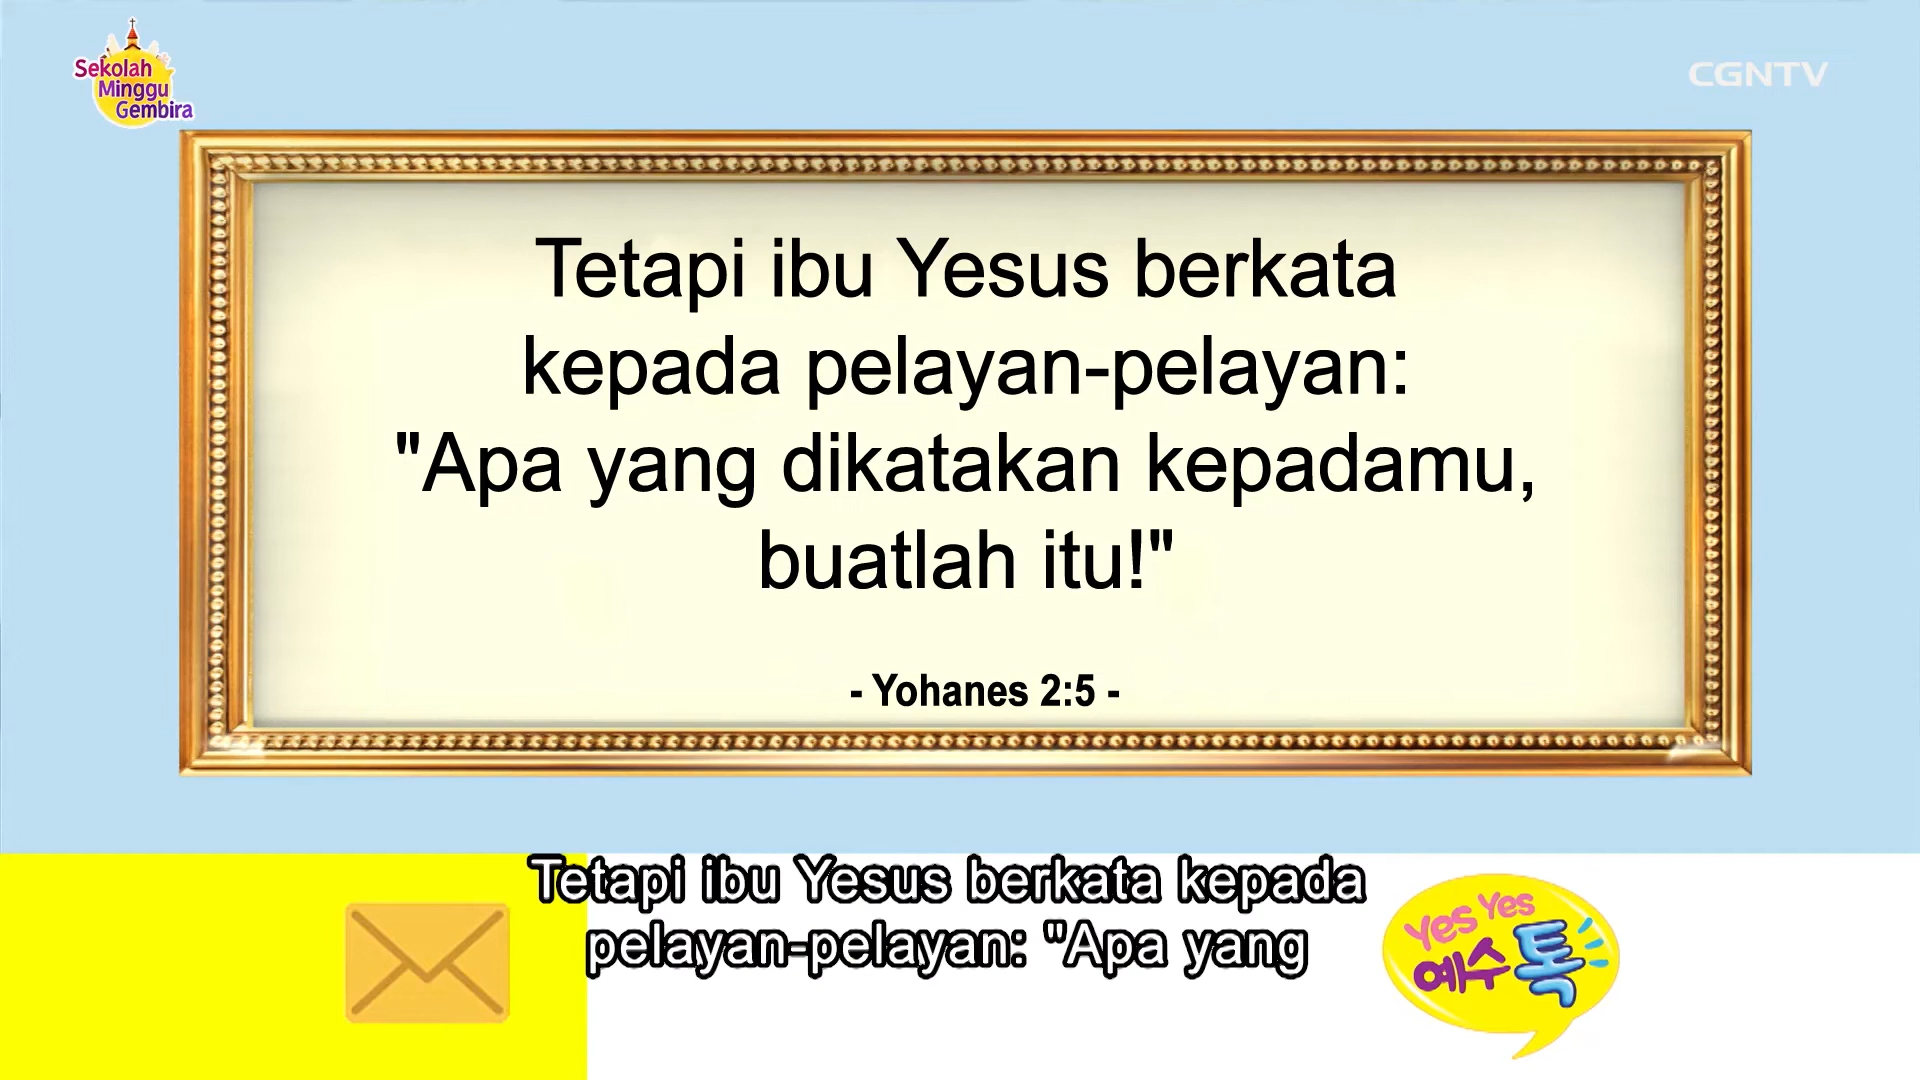 Sekolah
Minggu
Gembira
CGNTV
Tetapi ibu Yesus berkata
kepada pelayan-pelayan:
"Apa yang dikatakan kepadamu,
buatlah itu!"
- Yohanes 2:5 -
Tetapi ibu Yesus berkata kepada
pelayan-pelayan: "Apa yang
Yes Yes
예수톡